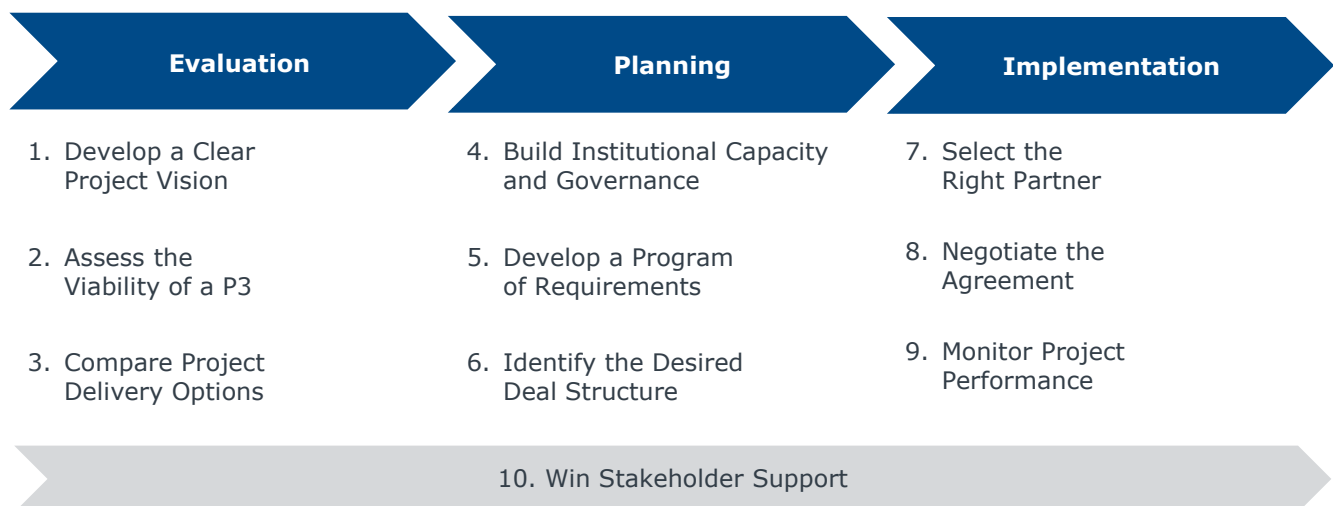 Evaluation
1. Develop a Clear
Project Vision
2. Assess the
Viability of a P3
3. Compare Project
Delivery Options
Planning
4. Build Institutional Capacity
and Governance
5. Develop a Program
of Requirements
6. Identify the Desired
Deal Structure
Implementation
7. Select the
Right Partner
8. Negotiate the
Agreement
9. Monitor Project
Performance
10. Win Stakeholder Support